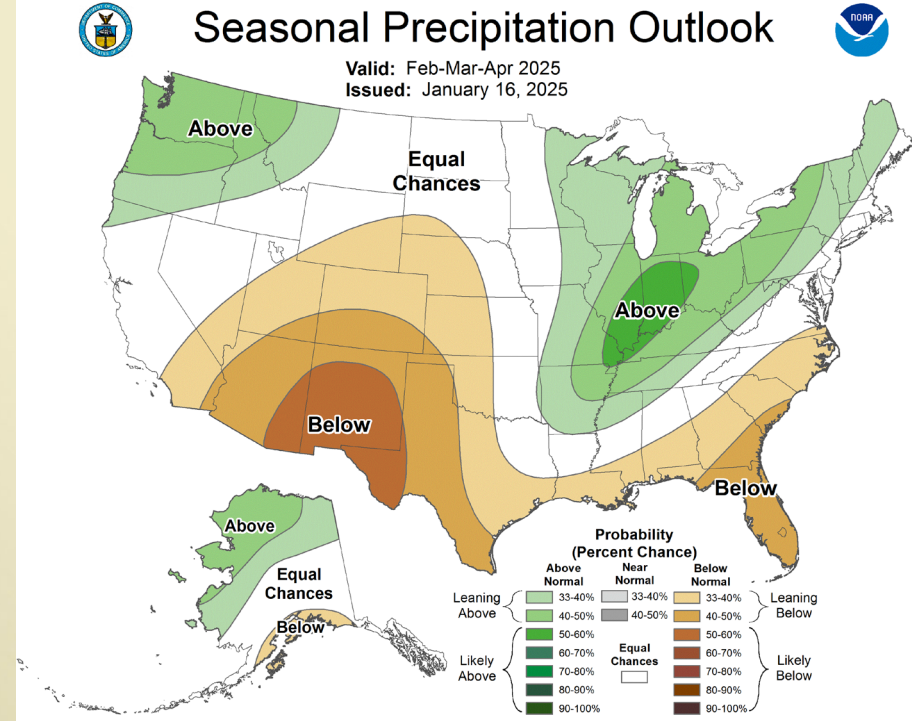 Seasonal Precipitation Outlook
NOAA
Valid: Feb-Mar-Apr 2025
Issued: January 16, 2025
Above
Equal
Chances
Above
Below
Below
Above
Equal
Chances
Below
Probability
(Percent Chance)
Above
Normal
Near
Normal
Below
Normal
Leaning
Above
33-40%
40-50%
33-40%
40-50%
33-40%
40-50%
Leaning
Below
Likely
Above
50-60%
60-70%
70-80%
80-90%
90-100%
Equal
Chances
50-60%
60-70%
70-80%
80-90%
90-100%
Likely
Below